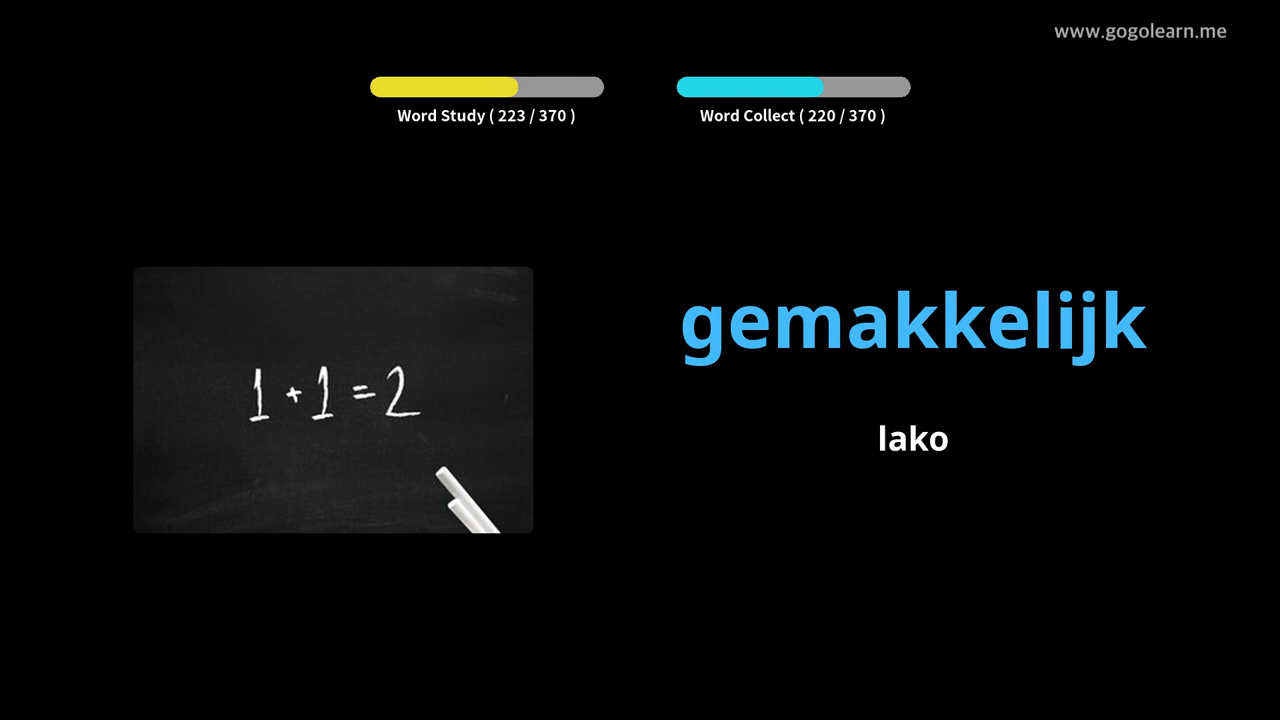 www.gogolearn.me
Word Study ( 223 / 370 )
Word Collect ( 220 / 370 )
gemakkelijk
1 + 1 = 2
lako